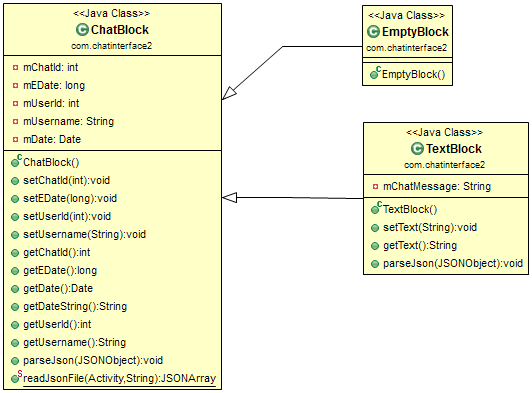 <<Java Class>>
ChatBlock
com.chatinterface2
mChatId: int
mEDate: long
mUserId: int
mUsername: String
mDate: Date
ChatBlock()
setChatId(int):void
setEDate(long):void
setUserId(int):void
setUsername(String):void
getChatId():int
getEDate():long
getDate():Date
getDateString():String
getUserId():int
getUsername():String
parseJson(JSONObject):void
readJsonFile(Activity,String):JSONArray
<<Java Class>>
EmptyBlock
com.chatinterface2
EmptyBlock()
<<Java Class>>
TextBlock
com.chatinterface2
mChatMessage: String
TextBlock()
setText(String):void
getText():String
parseJson(JSONObject):void